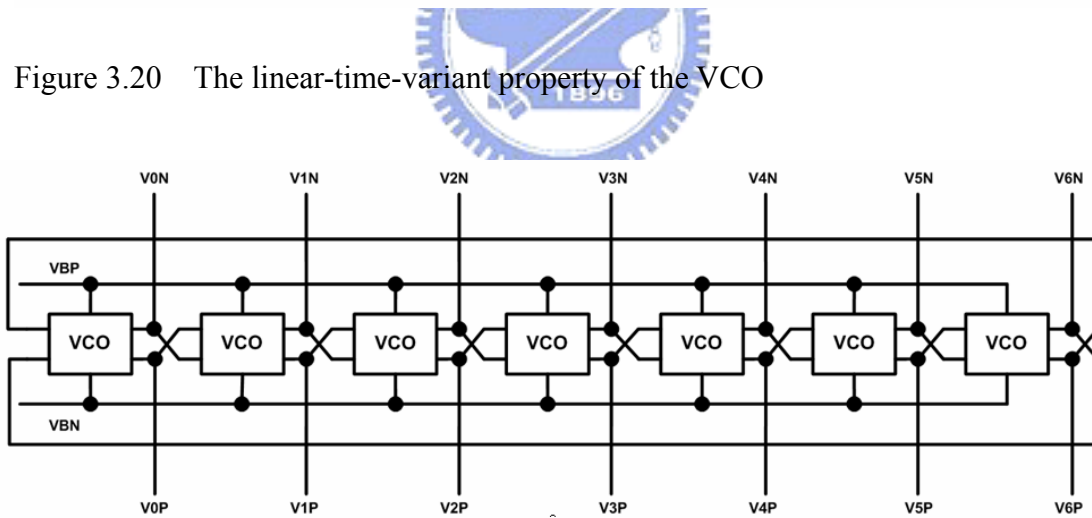 Figure 3.20 The linear-time-variant property of the VCO
1896
V0N V1N V2N V3N V4N V5N V6N
VBP
VCO VCO VCO VCO VCO VCO VCO
VBN
V0P V1P V2P V3P V4P V5P V6P